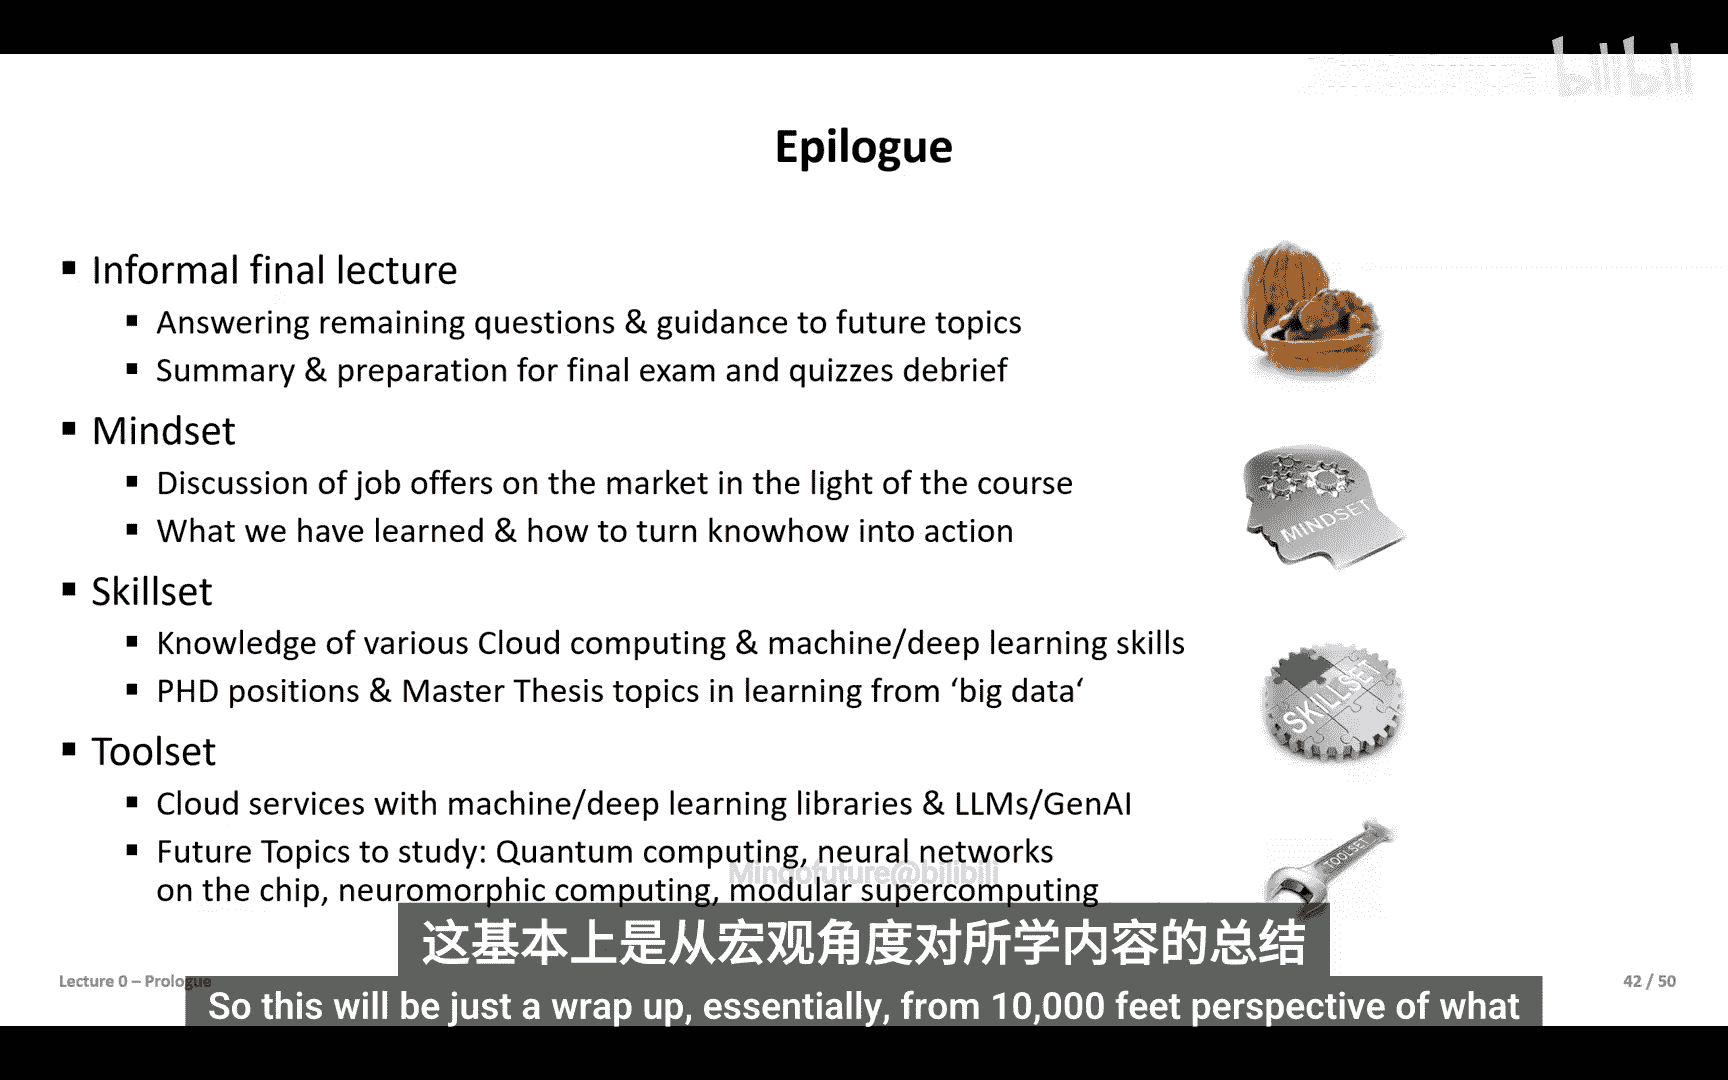 bilibili
Epilogue
▪ Informal final lecture
▪ Answering remaining questions & guidance to future topics
▪ Summary & preparation for final exam and quizzes debrief
▪ Mindset
▪ Discussion of job offers on the market in the light of the course
▪ What we have learned & how to turn knowhow into action
MINDSET
▪ Skillset
▪ Knowledge of various Cloud computing & machine/deep learning skills
▪ PHD positions & Master Thesis topics in learning from ‘big data‘
SKILLSET
▪ Toolset
▪ Cloud services with machine/deep learning libraries & LLMs/GenAI
▪ Future Topics to study: Quantum computing, neural networks
on the chip, neuromorphic computing, modular supercomputing
TOOLSET
Mindofuture@bilibili
这基本上是从宏观角度对所学内容的总结
Lecture 0 – Prologue
42 / 50
So this will be just a wrap up, essentially, from 10,000 feet perspective of what